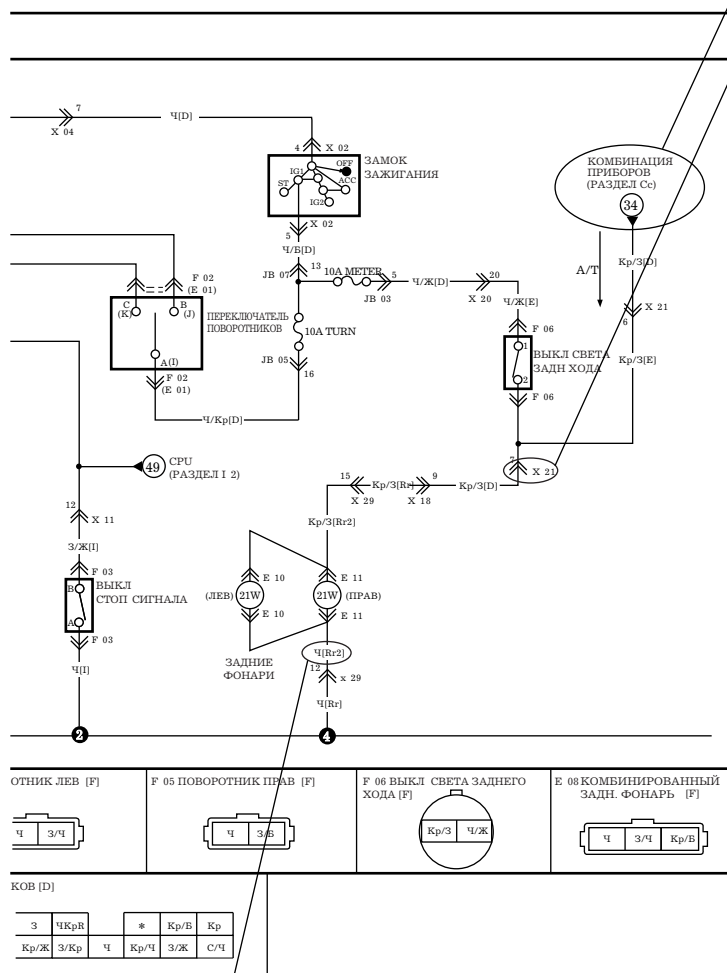 7
X 04
Ч[D]
4
X 02
ЗАМОК
ЗАЖИГАНИЯ
OFF
IG1
ACC
ST
IG2
X 02
5
Ч/Б[D]
КОМБИНАЦИЯ
ПРИБОРОВ
(РАЗДЕЛ Cc)
34
A/T
Кр/З[D]
X 21
6
Кр/З[E]
JB 07
13
10A METER
5
JB 03
Ч/Ж[D]
20
X 20
Ч/Ж[E]
F 06
1
2
ВЫКЛ СВЕТА
ЗАДН ХОДА
F 06
7
X 21
F 02
(E 01)
C
(K)
B
(J)
ПЕРЕКЛЮЧАТЕЛЬ
ПОВОРОТНИКОВ
A(I)
F 02
(E 01)
10A TURN
JB 05
16
Ч/Кр[D]
49
CPU
(РАЗДЕЛ I 2)
12
X 11
З/Ж[I]
F 03
B
A
ВЫКЛ
СТОП СИГНАЛА
F 03
Ч[I]
2
15
X 29
Кр/З[Rr]
9
X 18
Кр/З[D]
Кр/З[Rr2]
E 10
E 11
(ЛЕВ)
21W
21W
(ПРАВ)
E 10
E 11
ЗАДНИЕ
ФОНАРИ
Ч[Rr2]
12
x 29
Ч[Rr]
4
ОТНИК ЛЕВ [F]
Ч З/Ч
F 05 ПОВОРОТНИК ПРАВ [F]
Ч З/Б
F 06 ВЫКЛ СВЕТА ЗАДНЕГО
ХОДА [F]
Кр/З Ч/Ж
E 08 КОМБИНИРОВАННЫЙ
ЗАДН. ФОНАРЬ [F]
Ч З/Ч Кр/Б
КОВ [D]
З ЧКрR * Кр/Б Кр
Кр/Ж З/Кр Ч Кр/Ч З/Ж С/Ч